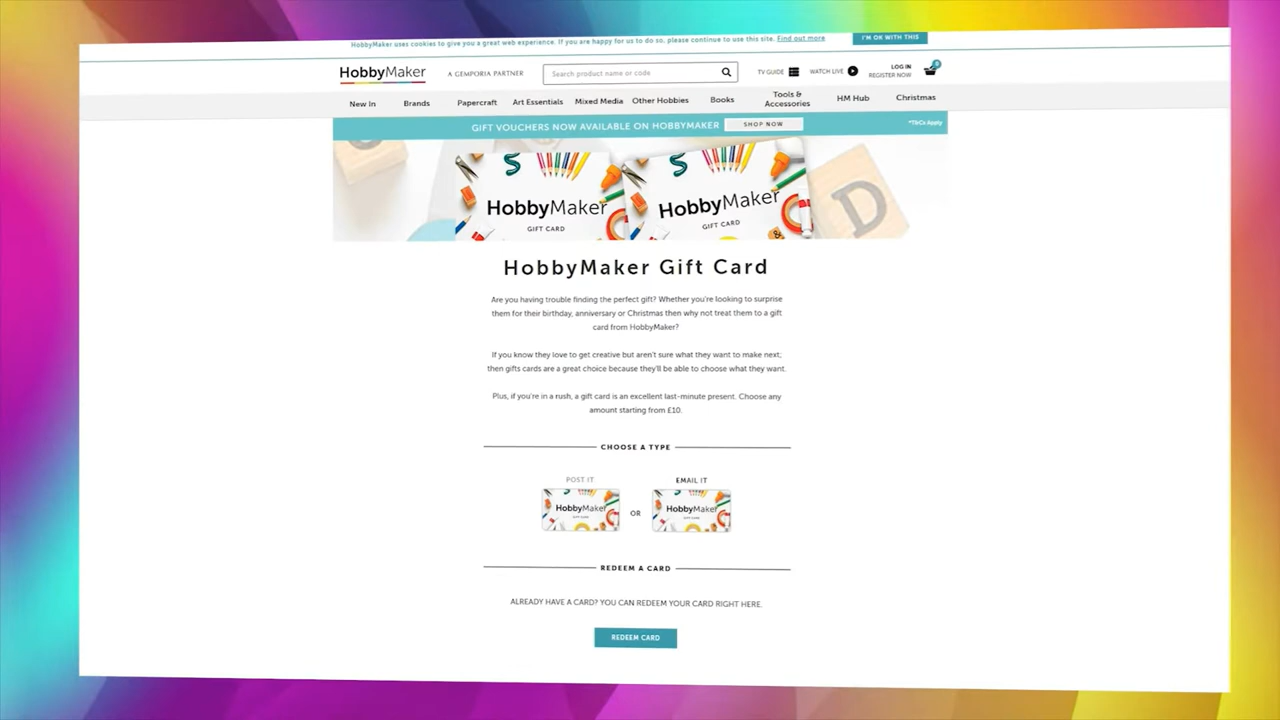 HobbyMaker uses cookies to give you a great web experience. If you are happy for us to do so, please continue to use this site. Find out more
I'M OK WITH THIS
HobbyMaker
A GEMPORIA PARTNER
Search product name or code
TV GUIDE
WATCH LIVE
LOG IN
REGISTER NOW
0
New In
Brands
Papercraft
Art Essentials
Mixed Media
Other Hobbies
Books
Tools &
Accessories
HM Hub
Christmas
GIFT VOUCHERS NOW AVAILABLE ON HOBBYMAKER
SHOP NOW
*T&Cs Apply
HobbyMaker
GIFT CARD
HobbyMaker
GIFT CARD
D
HobbyMaker Gift Card
Are you having trouble finding the perfect gift? Whether you're looking to surprise
them for their birthday, anniversary or Christmas then why not treat them to a gift
card from HobbyMaker?
If you know they love to get creative but aren't sure what they want to make next;
then gifts cards are a great choice because they'll be able to choose what they want.
Plus, if you're in a rush, a gift card is an excellent last-minute present. Choose any
amount starting from £10.
CHOOSE A TYPE
POST IT
EMAIL IT
HobbyMaker
GIFT CARD
OR
HobbyMaker
GIFT CARD
REDEEM A CARD
ALREADY HAVE A CARD? YOU CAN REDEEM YOUR CARD RIGHT HERE.
REDEEM CARD